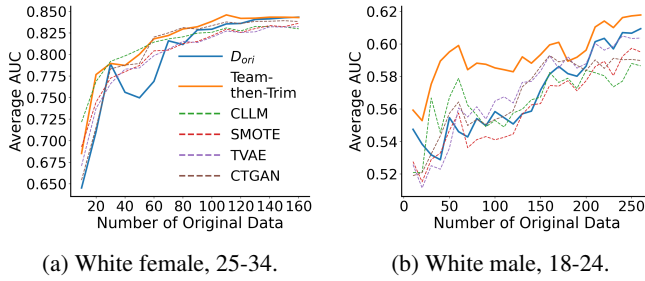 0.850
0.825
0.800
0.775
0.750
0.725
0.700
0.675
0.650
Average AUC
20 40 60 80 100 120 140 160
Number of Original Data
D_ori
Team-
then-Trim
CLLM
SMOTE
TVAE
CTGAN
(a) White female, 25-34.
0.62
0.60
0.58
0.56
0.54
0.52
Average AUC
0 50 100 150 200 250
Number of Original Data
(b) White male, 18-24.